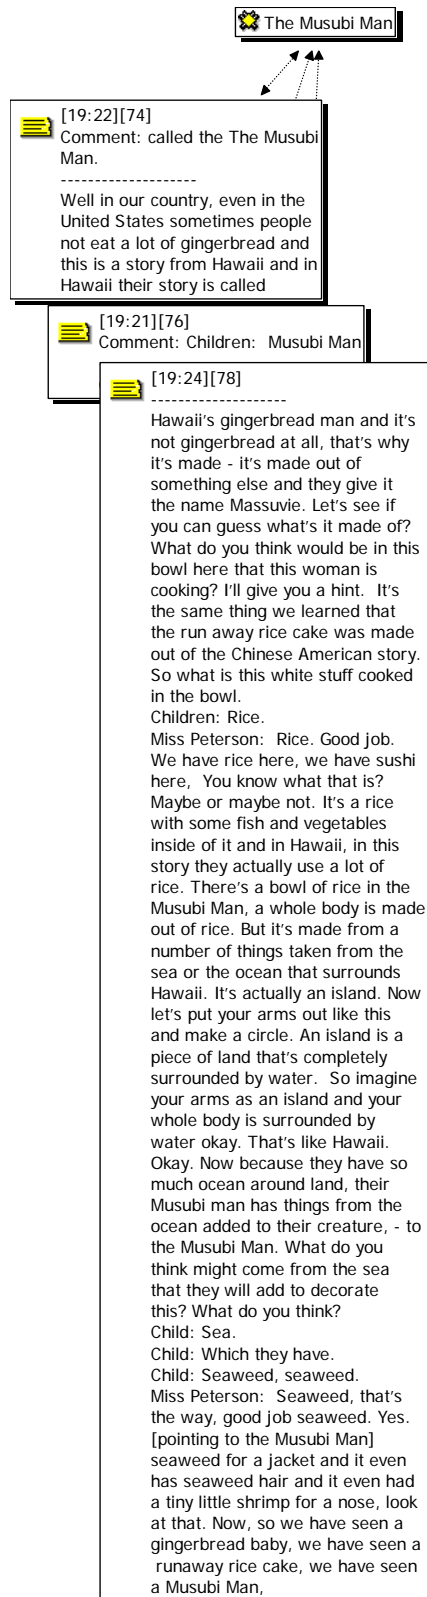 The Musubi Man
[19:22][74]
Comment: called the The Musubi
Man.
--------------------
Well in our country, even in the
United States sometimes people
not eat a lot of gingerbread and
this is a story from Hawaii and in
Hawaii their story is called
[19:21][76]
Comment: Children:  Musubi Man
[19:24][78]
--------------------
Hawaii's gingerbread man and it's
not gingerbread at all, that's why
it's made - it's made out of
something else and they give it
the name Massuvie. Let's see if
you can guess what's it made of?
What do you think would be in this
bowl here that this woman is
cooking? I'll give you a hint.  It's
the same thing we learned that
the run away rice cake was made
out of the Chinese American story.
So what is this white stuff cooked
in the bowl.
Children: Rice.
Miss Peterson:  Rice. Good job.
We have rice here, we have sushi
here,  You know what that is?
Maybe or maybe not. It's a rice
with some fish and vegetables
inside of it and in Hawaii, in this
story they actually use a lot of
rice. There's a bowl of rice in the
Musubi Man, a whole body is made
out of rice. But it's made from a
number of things taken from the
sea or the ocean that surrounds
Hawaii. It's actually an island. Now
let's put your arms out like this
and make a circle. An island is a
piece of land that's completely
surrounded by water.  So imagine
your arms as an island and your
whole body is surrounded by
water okay. That's like Hawaii.
Okay. Now because they have so
much ocean around land, their
Musubi man has things from the
ocean added to their creature, - to
the Musubi Man. What do you
think might come from the sea
that they will add to decorate
this? What do you think?
Child: Sea.
Child: Which they have.
Child: Seaweed, seaweed.
Miss Peterson:  Seaweed, that's
the way, good job seaweed. Yes.
[pointing to the Musubi Man]
seaweed for a jacket and it even
has seaweed hair and it even had
a tiny little shrimp for a nose, look
at that. Now, so we have seen a
gingerbread baby, we have seen a
runaway rice cake, we have seen
a Musubi Man,